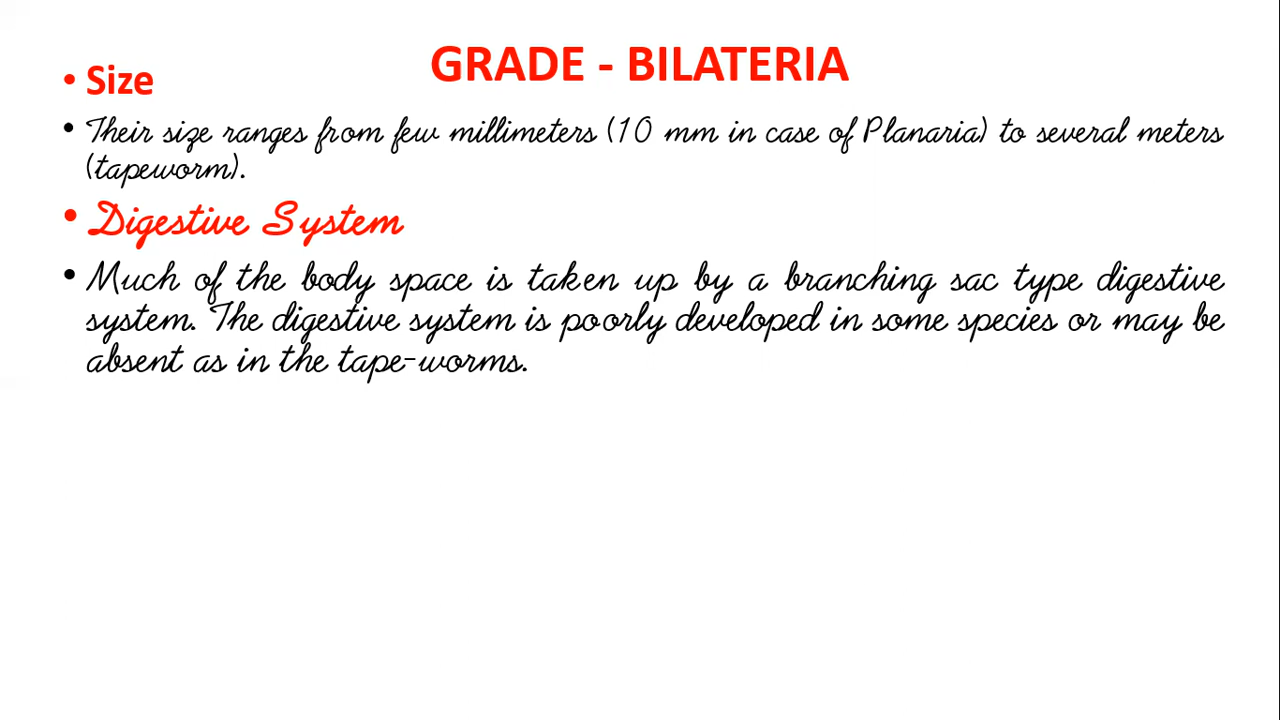 GRADE - BILATERIA
• Size
• Their size ranges from few millimeters (10 mm in case of Planaria) to several meters
(tapeworm).
• Digestive System
• Much of the body space is taken up by a branching sac type digestive
system. The digestive system is poorly developed in some species or may be
absent as in the tape-worms.